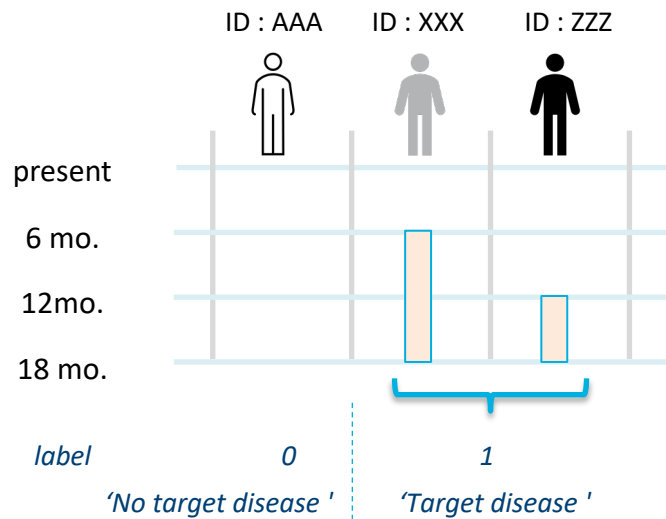 ID : AAA ID : XXX ID : ZZZ
present
6 mo.
12mo.
18 mo.
label 0 1
‘No target disease ' ‘Target disease '